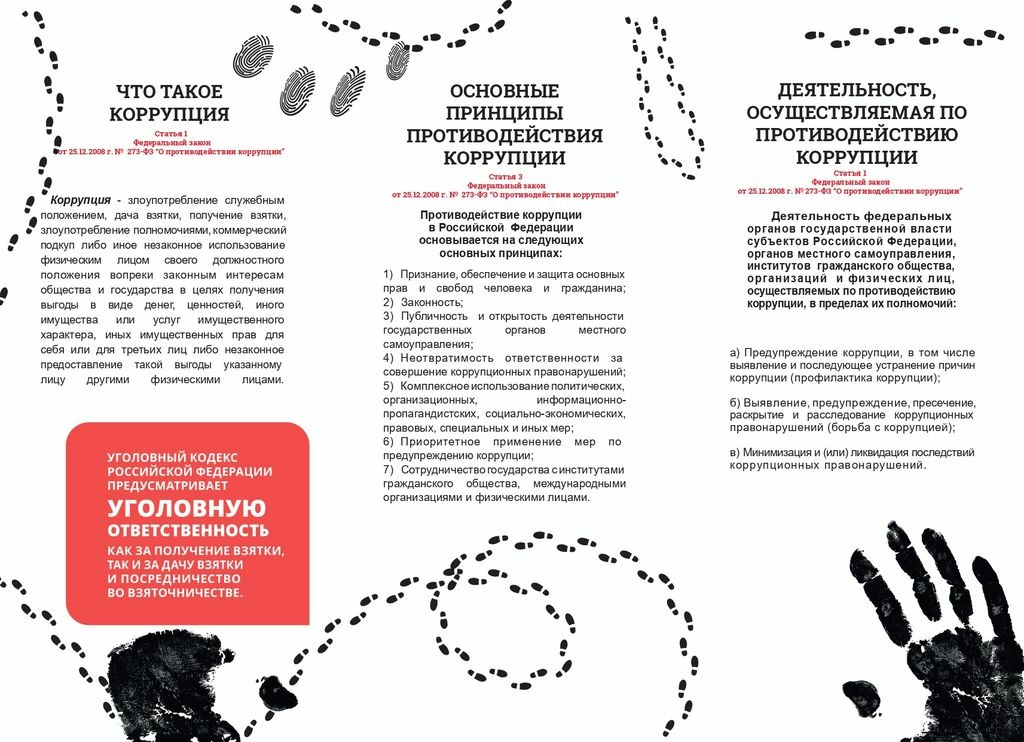 ЧТО ТАКОЕ
КОРРУПЦИЯ
Статья 1
Федеральный закон
от 25.12.2008 г. № 273-ФЗ "О противодействии коррупции"
Коррупция - злоупотребление служебным
положением, дача взятки, получение взятки,
злоупотребление полномочиями, коммерческий
подкуп либо иное незаконное использование
физическим лицом своего должностного
положения вопреки законным интересам
общества и государства в целях получения
выгоды в виде денег, ценностей, иного
имущества или услуг имущественного
характера, иных имущественных прав для
себя или для третьих лиц либо незаконное
предоставление такой выгоды указанному
лицу другими физическими лицами.
УГОЛОВНЫЙ КОДЕКС
РОССИЙСКОЙ ФЕДЕРАЦИИ
ПРЕДУСМАТРИВАЕТ
УГОЛОВНУЮ
ОТВЕТСТВЕННОСТЬ
КАК ЗА ПОЛУЧЕНИЕ ВЗЯТКИ,
ТАК И ЗА ДАЧУ ВЗЯТКИ
И ПОСРЕДНИЧЕСТВО
ВО ВЗЯТОЧНИЧЕСТВЕ.
ОСНОВНЫЕ
ПРИНЦИПЫ
ПРОТИВОДЕЙСТВИЯ
КОРРУПЦИИ
Статья 3
Федеральный закон
от 25.12.2008 г. № 273-ФЗ "О противодействии коррупции"
Противодействие коррупции
в Российской Федерации
основывается на следующих
основных принципах:
1) Признание, обеспечение и защита основных
прав и свобод человека и гражданина;
2) Законность;
3) Публичность и открытость деятельности
государственных органов местного
самоуправления;
4) Неотвратимость ответственности за
совершение коррупционных правонарушений;
5) Комплексное использование политических,
организационных, информационно-
пропагандистских, социально-экономических,
правовых, специальных и иных мер;
6) Приоритетное применение мер по
предупреждению коррупции;
7) Сотрудничество государства с институтами
гражданского общества, международными
организациями и физическими лицами.
ДЕЯТЕЛЬНОСТЬ,
ОСУЩЕСТВЛЯЕМАЯ ПО
ПРОТИВОДЕЙСТВИЮ
КОРРУПЦИИ
Статья 1
Федеральный закон
от 25.12.2008 г. № 273-ФЗ "О противодействии коррупции"
Деятельность федеральных
органов государственной власти
субъектов Российской Федерации,
органов местного самоуправления,
институтов гражданского общества,
организаций и физических лиц,
осуществляемых по противодействию
коррупции, в пределах их полномочий:
а) Предупреждение коррупции, в том числе
выявление и последующее устранение причин
коррупции (профилактика коррупции);
б) Выявление, предупреждение, пресечение,
раскрытие и расследование коррупционных
правонарушений (борьба с коррупцией);
в) Минимизация и (или) ликвидация последствий
коррупционных правонарушений.